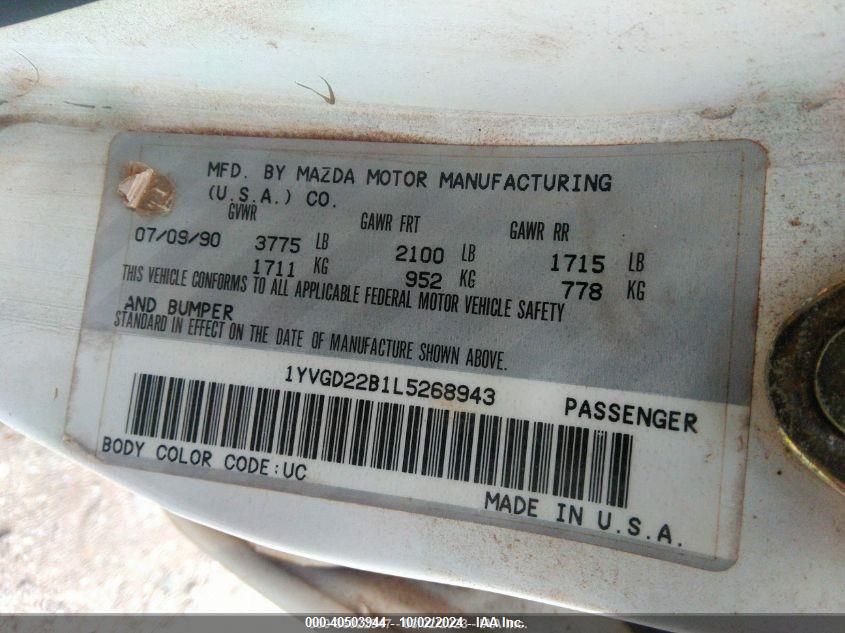 MFD. BY MAZDA MOTOR MANUFACTURING
(U.S.A.) CO.
GVWR GAWR FRT GAWR RR
07/09/90 3775 LB 2100 LB 1715 LB
1711 KG 952 KG 778 KG
THIS VEHICLE CONFORMS TO ALL APPLICABLE FEDERAL MOTOR VEHICLE SAFETY
AND BUMPER
STANDARD IN EFFECT ON THE DATE OF MANUFACTURE SHOWN ABOVE.
1YVGD22B1L5268943 PASSENGER
BODY COLOR CODE:UC
MADE IN U.S.A.
000-40503944 - 10/02/2024 - IAA Inc.